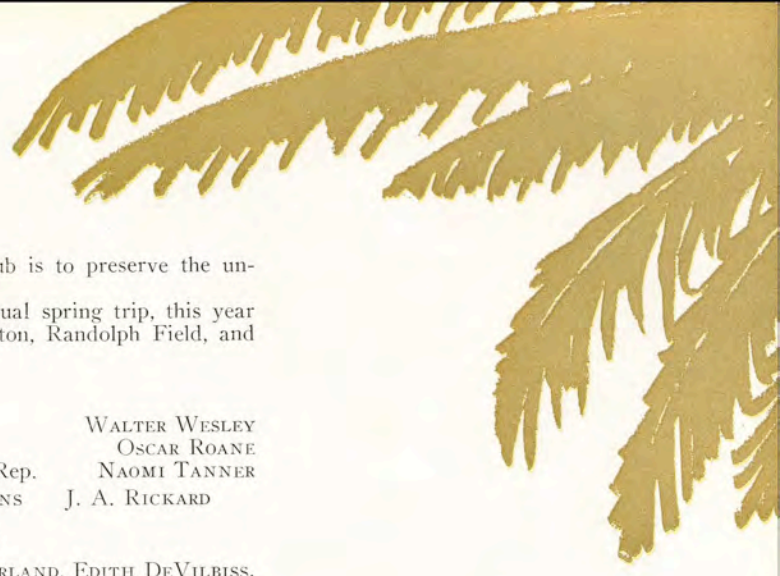 ub is to preserve the un-
ual spring trip, this year
ton, Randolph Field, and
WALTER WESLEY
OSCAR ROANE
Rep. NAOMI TANNER
NS J. A. RICKARD
RLAND, EDITH DEVILBISS,